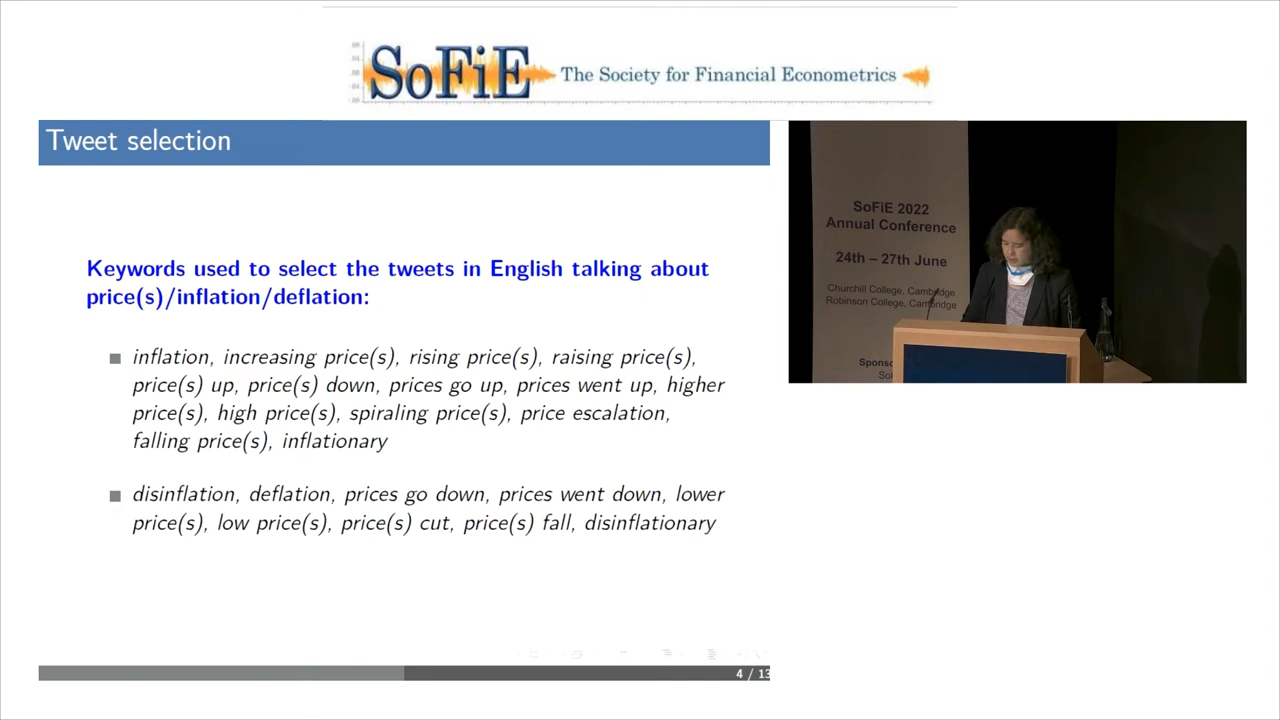 SoFiE The Society for Financial Econometrics
Tweet selection
Keywords used to select the tweets in English talking about
price(s)/inflation/deflation:
inflation, increasing price(s), rising price(s), raising price(s),
price(s) up, price(s) down, prices go up, prices went up, higher
price(s), high price(s), spiraling price(s), price escalation,
falling price(s), inflationary
disinflation, deflation, prices go down, prices went down, lower
price(s), low price(s), price(s) cut, price(s) fall, disinflationary
4 / 13
SoFiE 2022
Annual Conference
24th – 27th June
Churchill College, Cambridge
Robinson College, Cambridge